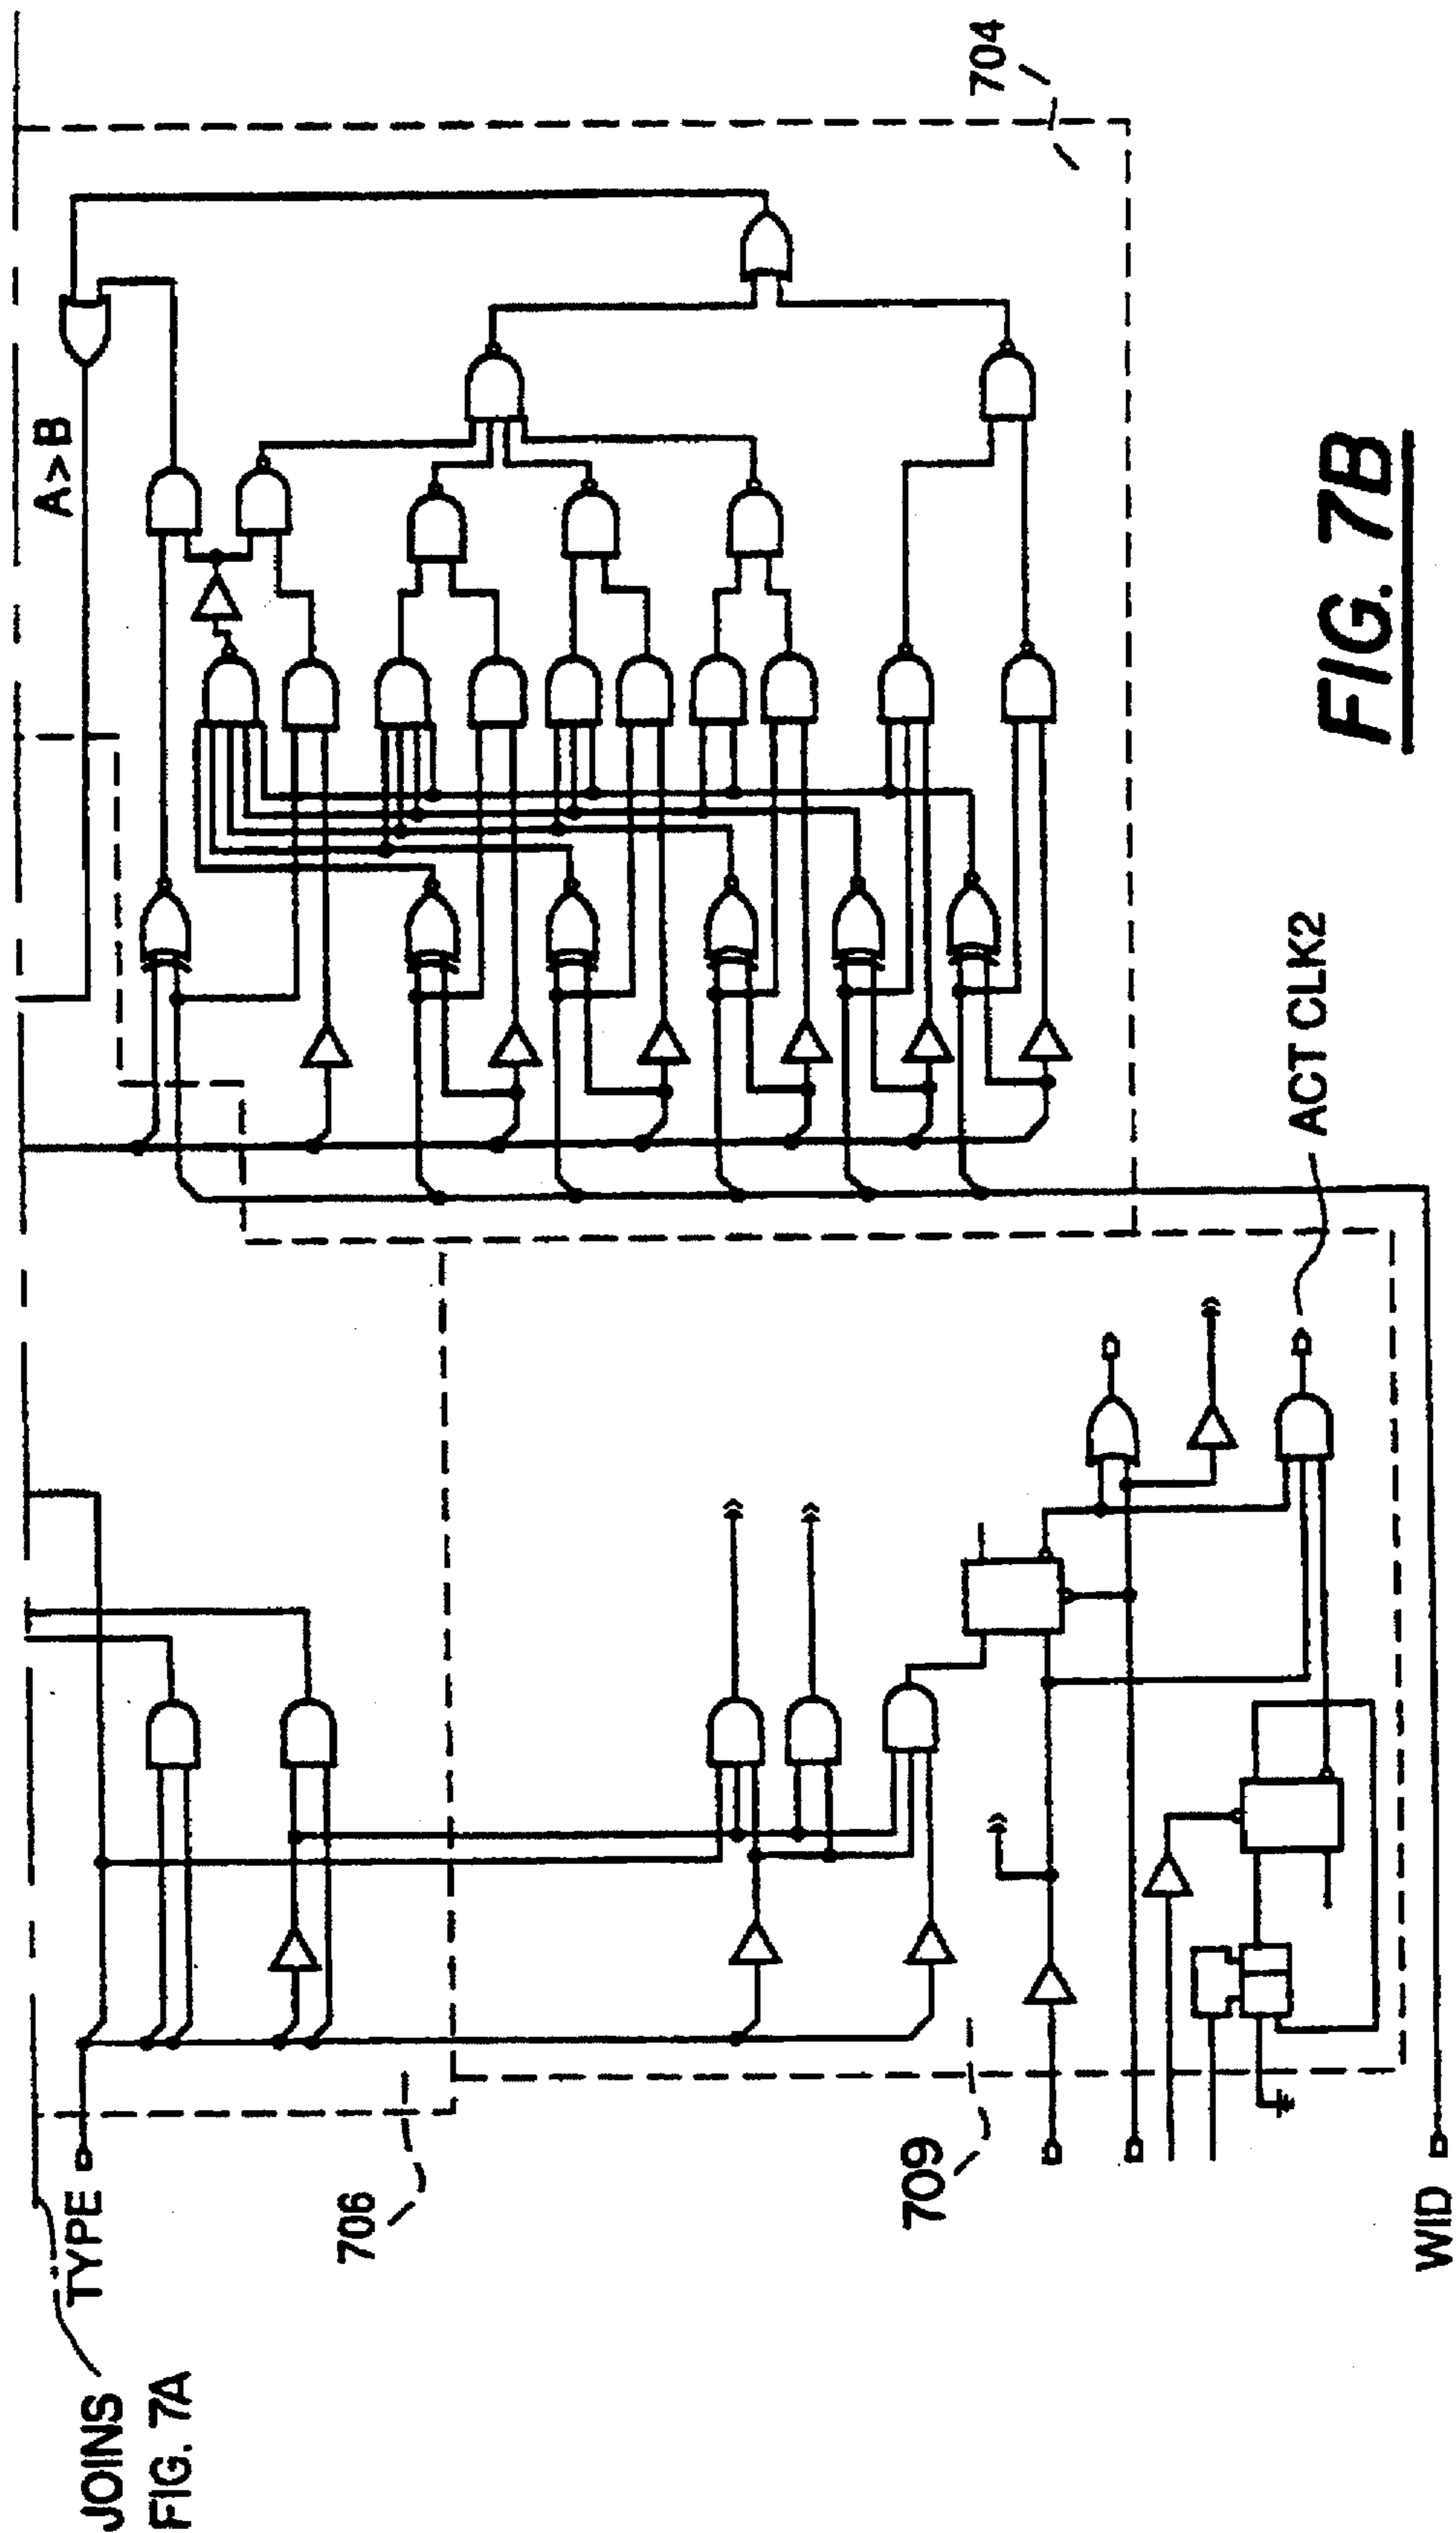 JOINS
FIG. 7A
TYPE
706
709
WID
A>B
704
ACT CLK2
FIG. 7B